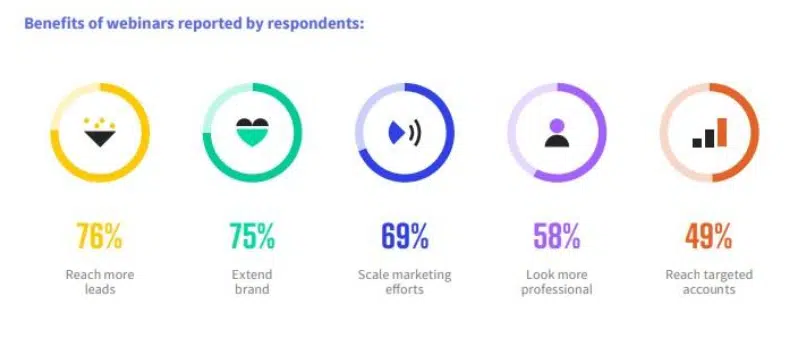 Benefits of webinars reported by respondents:
76%
Reach more
leads
75%
Extend
brand
69%
Scale marketing
efforts
58%
Look more
professional
49%
Reach targeted
accounts